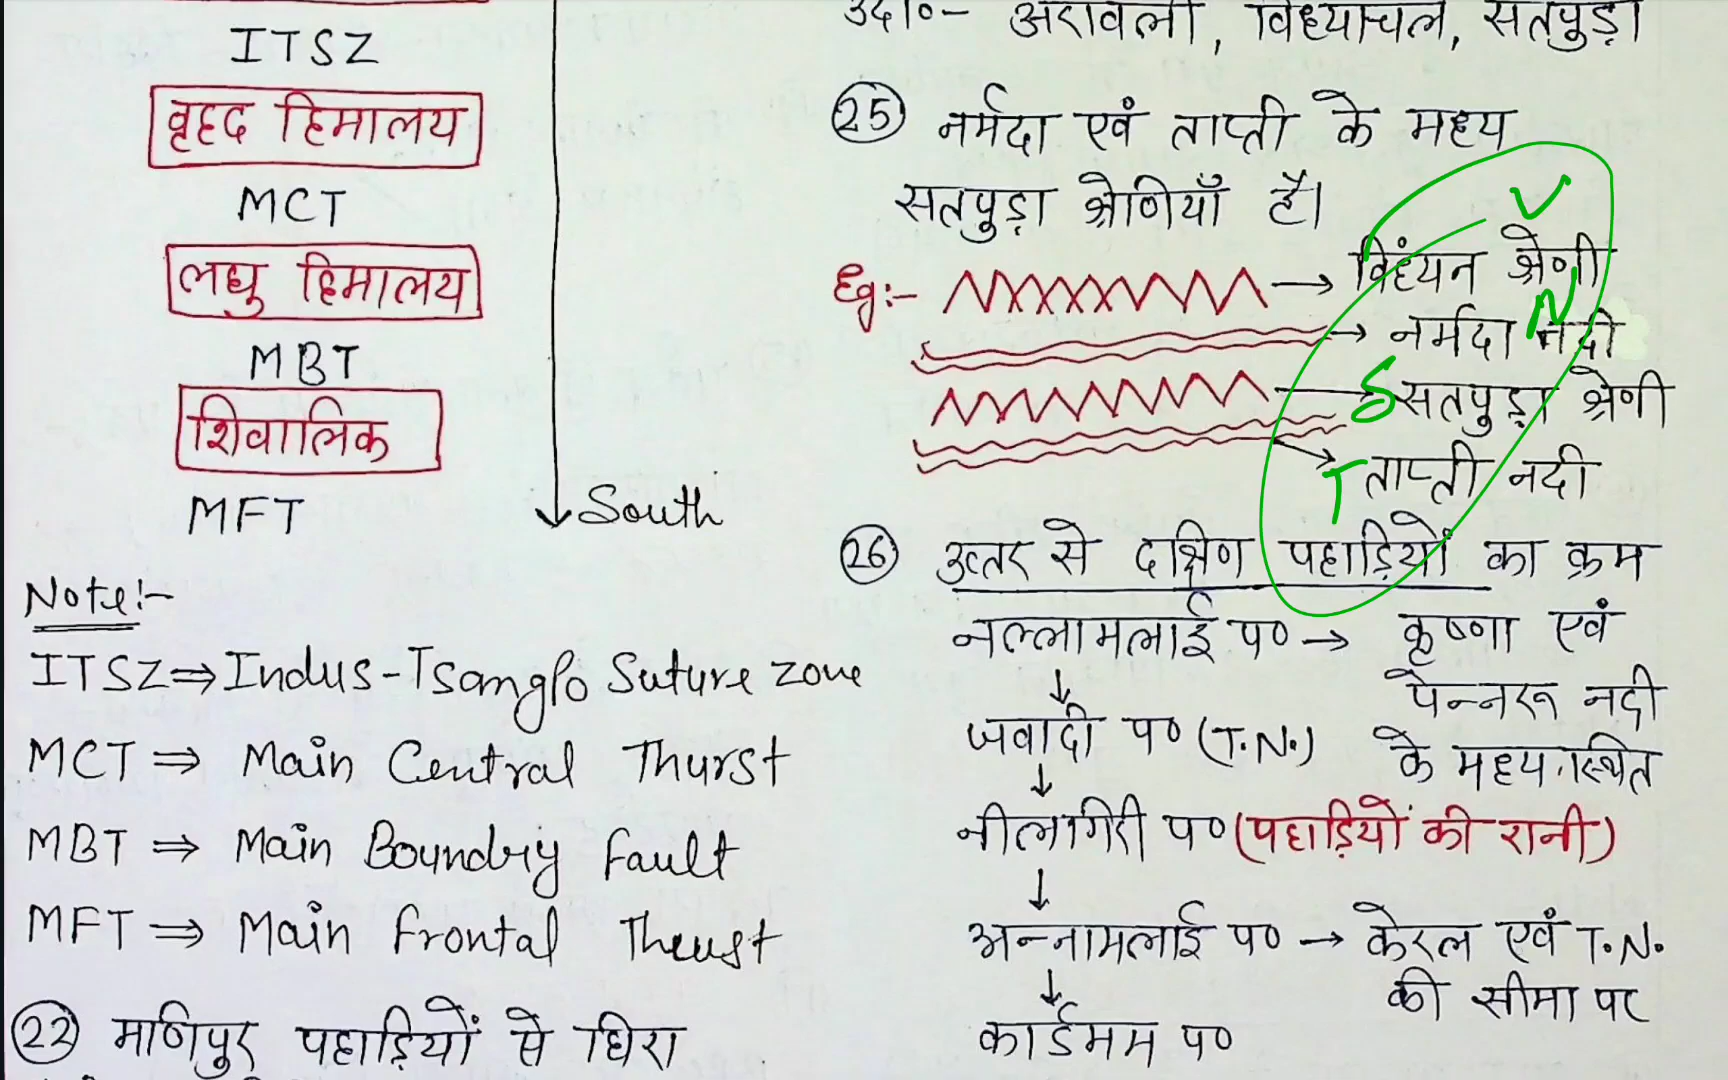 ITSZ
वृहद हिमालय
MCT
लघु हिमालय
MBT
शिवालिक
MFT
South
Note:-
ITSZ⇒Indus-Tsangpo Suture zone
MCT ⇒ Main Central Thurst
MBT ⇒ Main Boundry fault
MFT ⇒ Main frontal Thrust
(22) मणिपुर पहाड़ियों से घिरा
उदा०- अरावली, विंध्याचल, सतपुड़ा
(25) नर्मदा एवं ताप्ती के मध्य
सतपुड़ा श्रेणियाँ है।
V
Eg:- → विंध्यन श्रेणी
N
→ नर्मदा नदी
S सतपुड़ा श्रेणी
T ताप्ती नदी
(26) उत्तर से दक्षिण पहाड़ियों का क्रम
नल्लामलाई प० → कृष्णा एवं
↓ पेन्नरू नदी
जवादी प० (T.N.) के मध्य स्थित
↓
नीलगिरी प० (पहाड़ियों की रानी)
↓
अन्नामलाई प० → केरल एवं T.N.
↓ की सीमा पर
कार्डमम प०